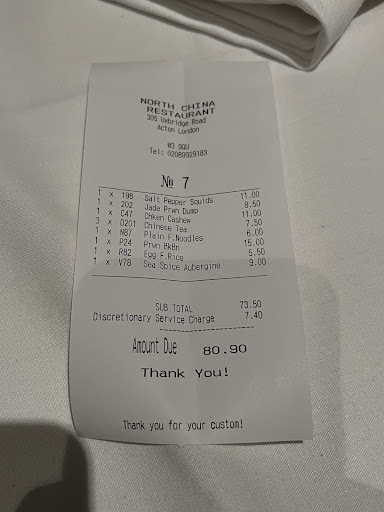 NORTH CHINA
RESTAURANT
305 Uxbridge Road
Acton London
W3 9QU
Tel: 02089929183
№ 7
1 x 198 Salt Pepper Squids 11.00
1 x 202 Jade Prwn Dump 8.50
1 x C47 Chken Cashew 11.00
3 x D201 Chinese Tea 7.50
1 x N87 Plain F.Noodles 6.00
1 x P24 Prwn BkBn 15.00
1 x R82 Egg F.Rice 5.50
1 x V78 Sea Spice Aubergine 9.00
SUB TOTAL 73.50
Discretionary Service Charge 7.40
Amount Due 80.90
Thank You!
Thank you for your custom!